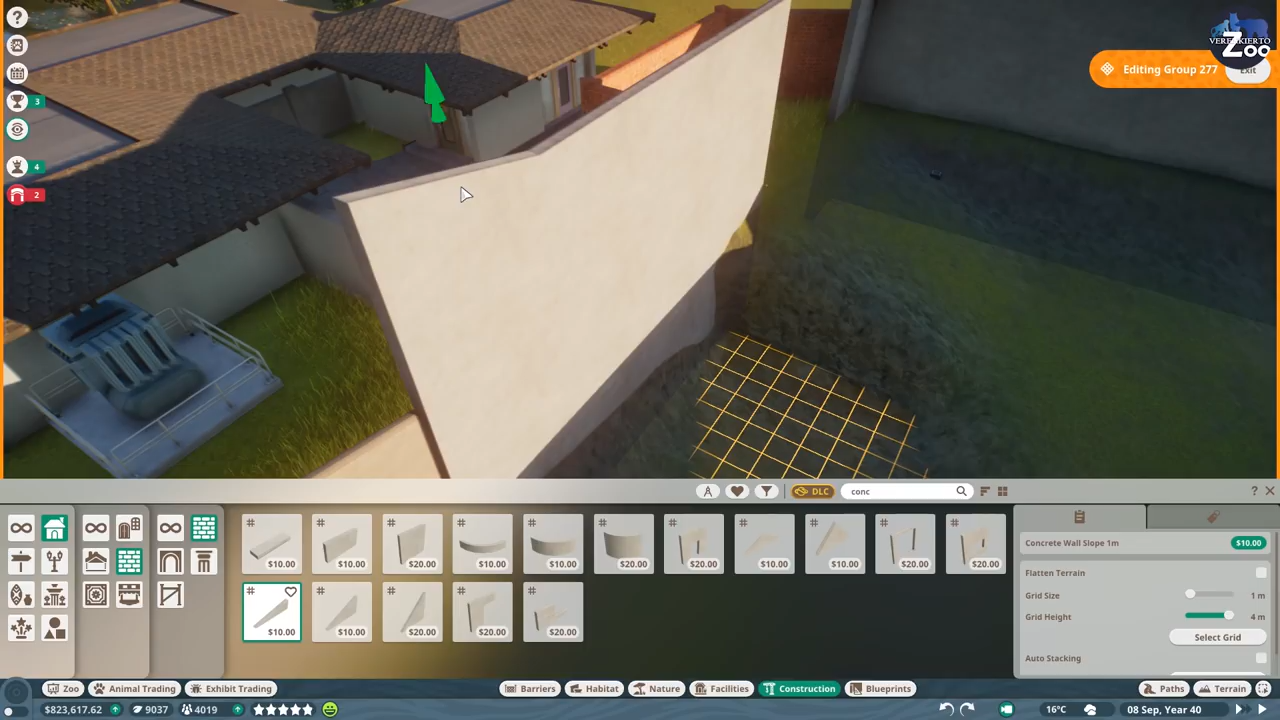 VEREKIERTO
Zoo
Editing Group 277
Exit
?
3
4
2
DLC
conc
?
$10.00
$10.00
$20.00
$10.00
$10.00
$20.00
$20.00
$10.00
$10.00
$20.00
$20.00
$10.00
$10.00
$20.00
$20.00
$20.00
Concrete Wall Slope 1m
$10.00
Flatten Terrain
Grid Size
1 m
Grid Height
4 m
Select Grid
Auto Stacking
Zoo
Animal Trading
Exhibit Trading
Barriers
Habitat
Nature
Facilities
Construction
Blueprints
Paths
Terrain
$823,617.62
9037
4019
16°C
08 Sep, Year 40